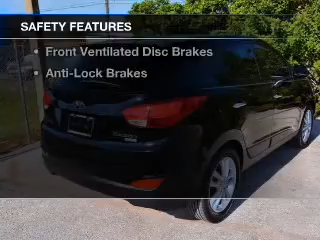 SAFETY FEATURES
• Front Ventilated Disc Brakes
• Anti-Lock Brakes